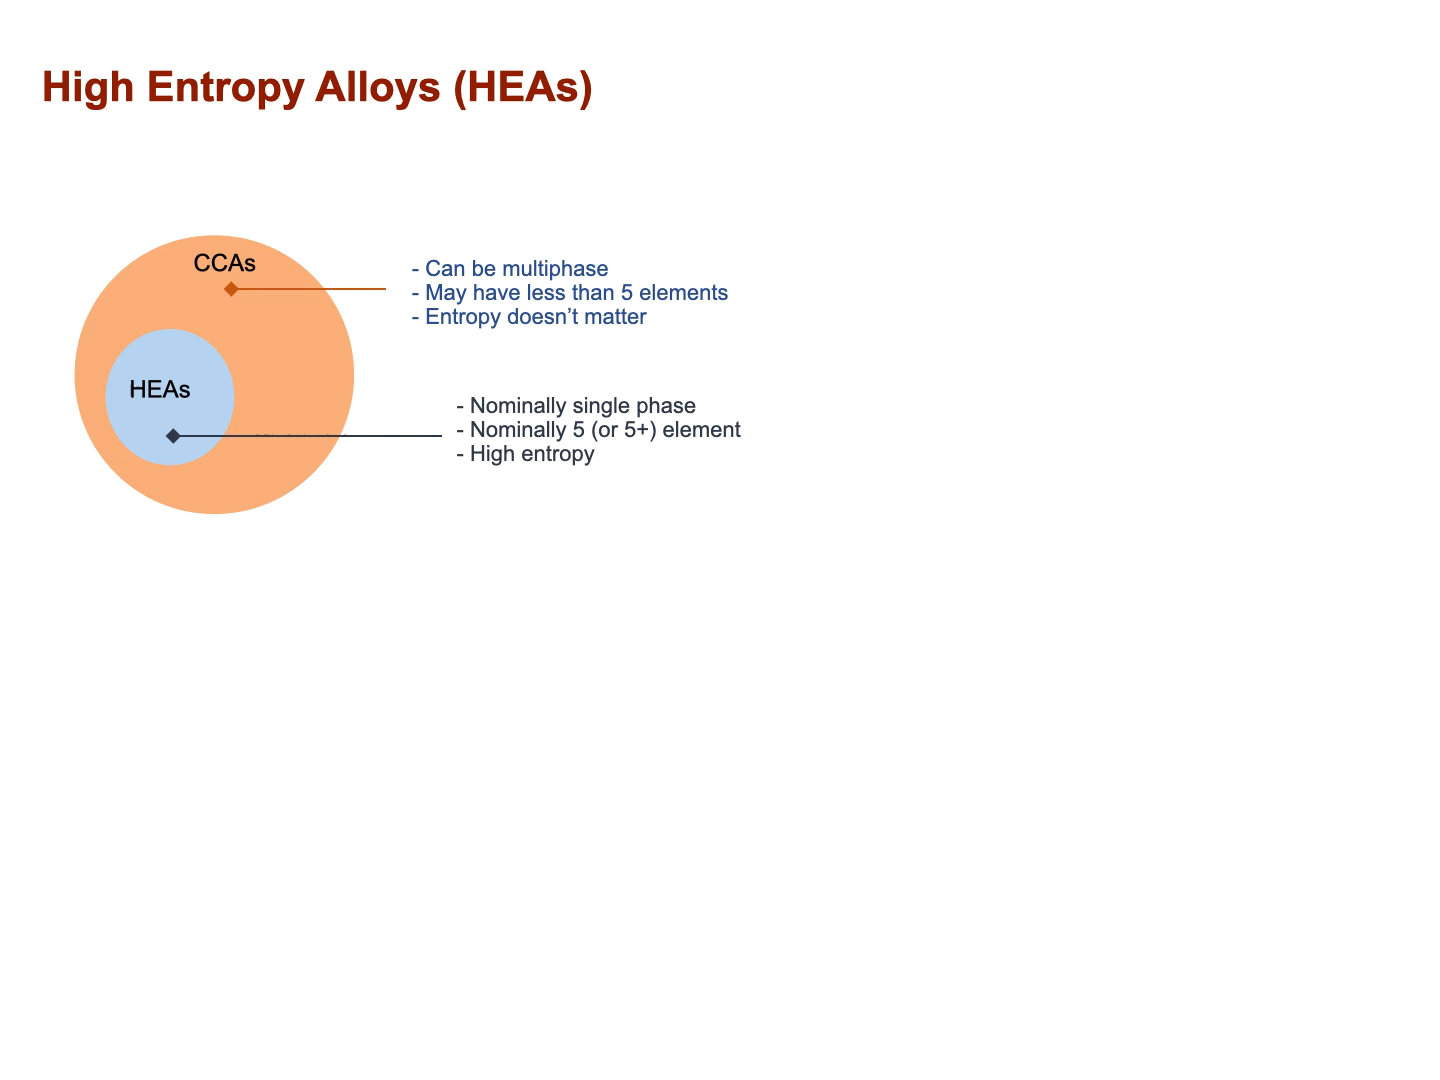 High Entropy Alloys (HEAs)
CCAs
- Can be multiphase
- May have less than 5 elements
- Entropy doesn’t matter
HEAs
- Nominally single phase
- Nominally 5 (or 5+) element
- High entropy